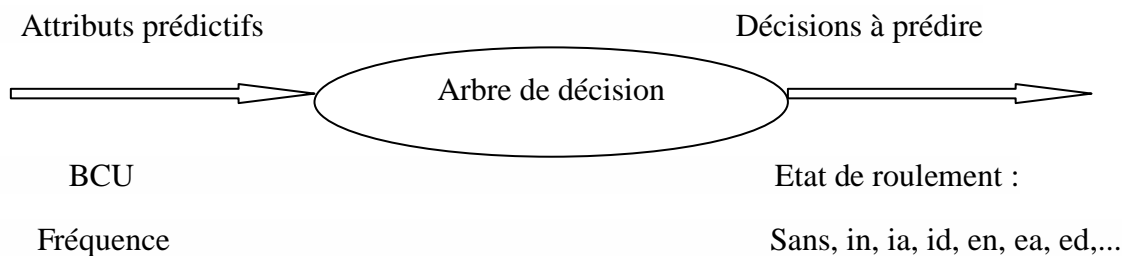 Attributs prédictifs
Décisions à prédire
Arbre de décision
BCU
Etat de roulement :
Fréquence
Sans, in, ia, id, en, ea, ed,...